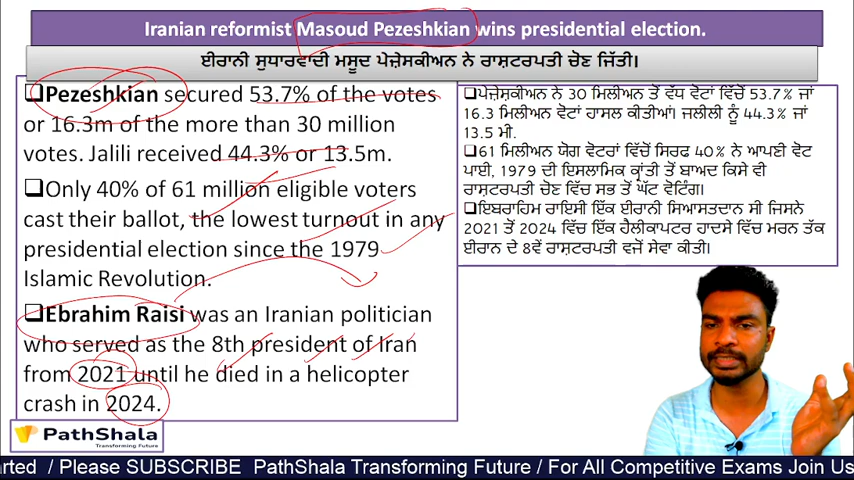 Iranian reformist Masoud Pezeshkian wins presidential election.
ਈਰਾਨੀ ਸੁਧਾਰਵਾਦੀ ਮਸੂਦ ਪੇਜ਼ੇਸ਼ਕੀਅਨ ਨੇ ਰਾਸ਼ਟਰਪਤੀ ਚੋਣ ਜਿੱਤੀ।
Pezeshkian secured 53.7% of the votes
or 16.3m of the more than 30 million
votes. Jalili received 44.3% or 13.5m.
Only 40% of 61 million eligible voters
cast their ballot, the lowest turnout in any
presidential election since the 1979
Islamic Revolution.
Ebrahim Raisi was an Iranian politician
who served as the 8th president of Iran
from 2021 until he died in a helicopter
crash in 2024.
ਪੇਜ਼ੇਸ਼ਕੀਅਨ ਨੇ 30 ਮਿਲੀਅਨ ਤੋਂ ਵੱਧ ਵੋਟਾਂ ਵਿੱਚੋਂ 53.7% ਜਾਂ
16.3 ਮਿਲੀਅਨ ਵੋਟਾਂ ਹਾਸਲ ਕੀਤੀਆਂ। ਜਲੀਲੀ ਨੂੰ 44.3% ਜਾਂ
13.5 ਮੀ.
61 ਮਿਲੀਅਨ ਯੋਗ ਵੋਟਰਾਂ ਵਿੱਚੋਂ ਸਿਰਫ 40% ਨੇ ਆਪਣੀ ਵੋਟ
ਪਾਈ, 1979 ਦੀ ਇਸਲਾਮਿਕ ਕ੍ਰਾਂਤੀ ਤੋਂ ਬਾਅਦ ਕਿਸੇ ਵੀ
ਰਾਸ਼ਟਰਪਤੀ ਚੋਣ ਵਿੱਚ ਸਭ ਤੋਂ ਘੱਟ ਵੋਟਿੰਗ।
ਇਬਰਾਹਿਮ ਰਾਇਸੀ ਇੱਕ ਈਰਾਨੀ ਸਿਆਸਤਦਾਨ ਸੀ ਜਿਸਨੇ
2021 ਤੋਂ 2024 ਵਿੱਚ ਇੱਕ ਹੈਲੀਕਾਪਟਰ ਹਾਦਸੇ ਵਿੱਚ ਮਰਨ ਤੱਕ
ਈਰਾਨ ਦੇ 8ਵੇਂ ਰਾਸ਼ਟਰਪਤੀ ਵਜੋਂ ਸੇਵਾ ਕੀਤੀ।
PathShala
Transforming Future
arted / Please SUBSCRIBE PathShala Transforming Future / For All Competitive Exams Join Us